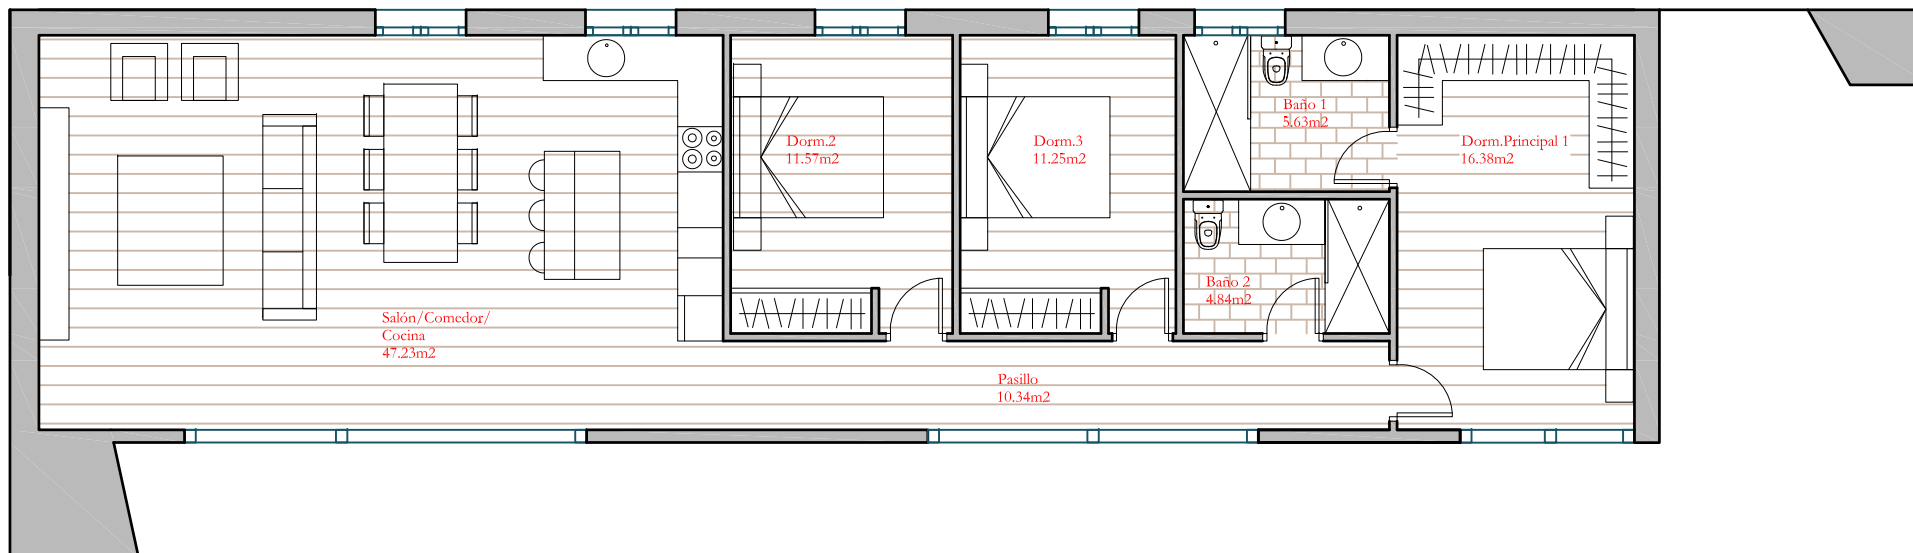 Salón/Comedor/
Cocina
47.23m2
Dorm.2
11.57m2
Dorm.3
11.25m2
Baño 1
5.63m2
Baño 2
4.84m2
Dorm.Principal 1
16.38m2
Pasillo
10.34m2